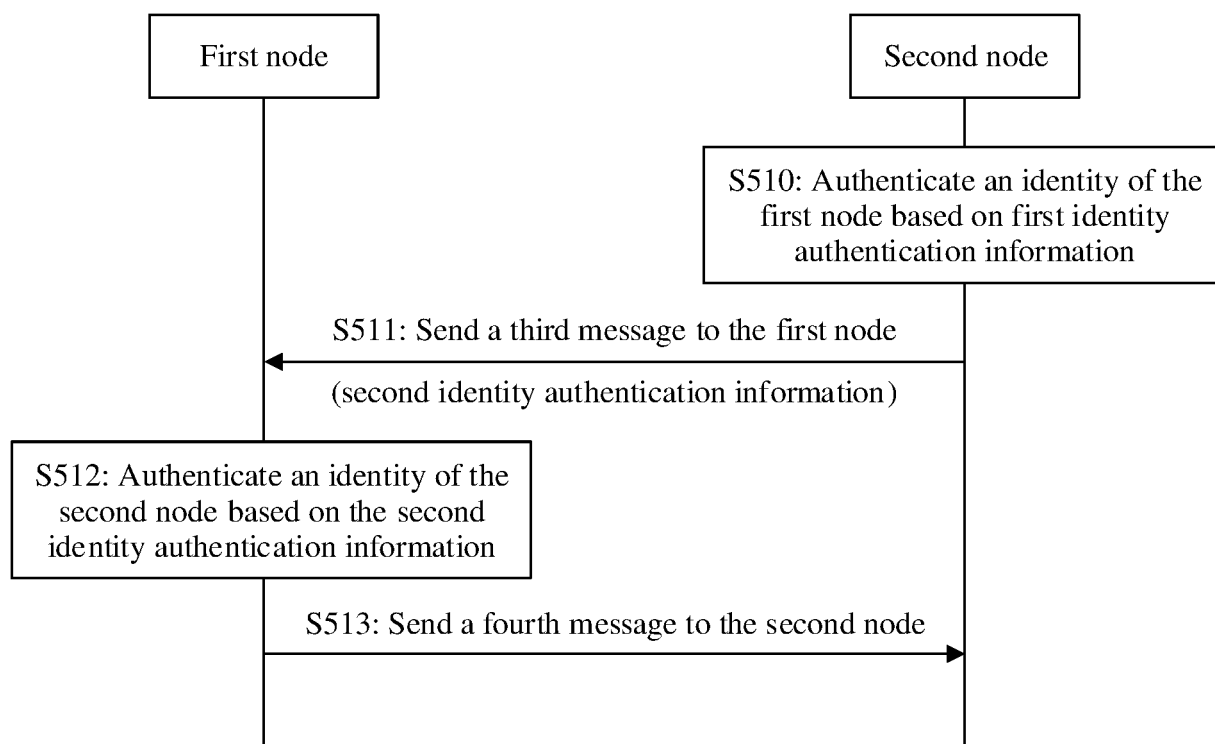 First node
Second node
S510: Authenticate an identity of the
first node based on first identity
authentication information
S511: Send a third message to the first node
(second identity authentication information)
S512: Authenticate an identity of the
second node based on the second
identity authentication information
S513: Send a fourth message to the second node